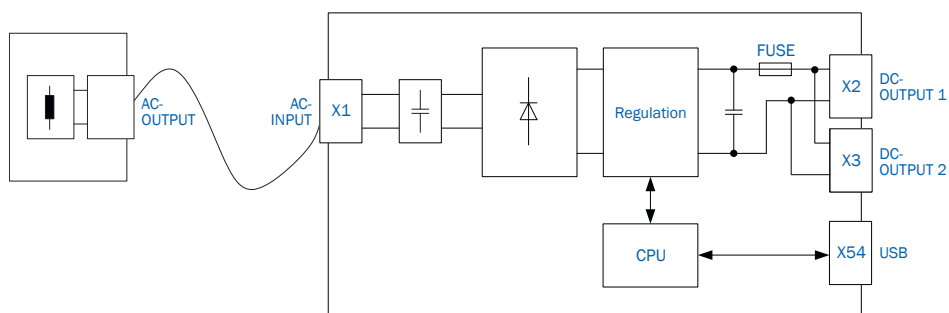 AC-
OUTPUT
AC-
INPUT
X1
Regulation
FUSE
X2
DC-
OUTPUT 1
X3
DC-
OUTPUT 2
CPU
X54
USB